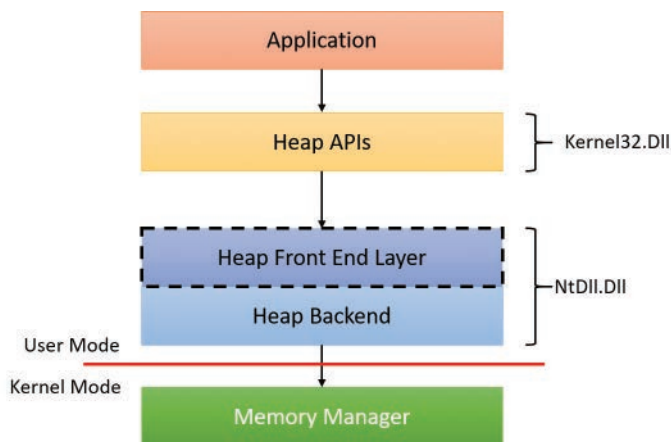 Application
Heap APIs
Kernel32.Dll
Heap Front End Layer
NtDll.Dll
Heap Backend
User Mode
Kernel Mode
Memory Manager